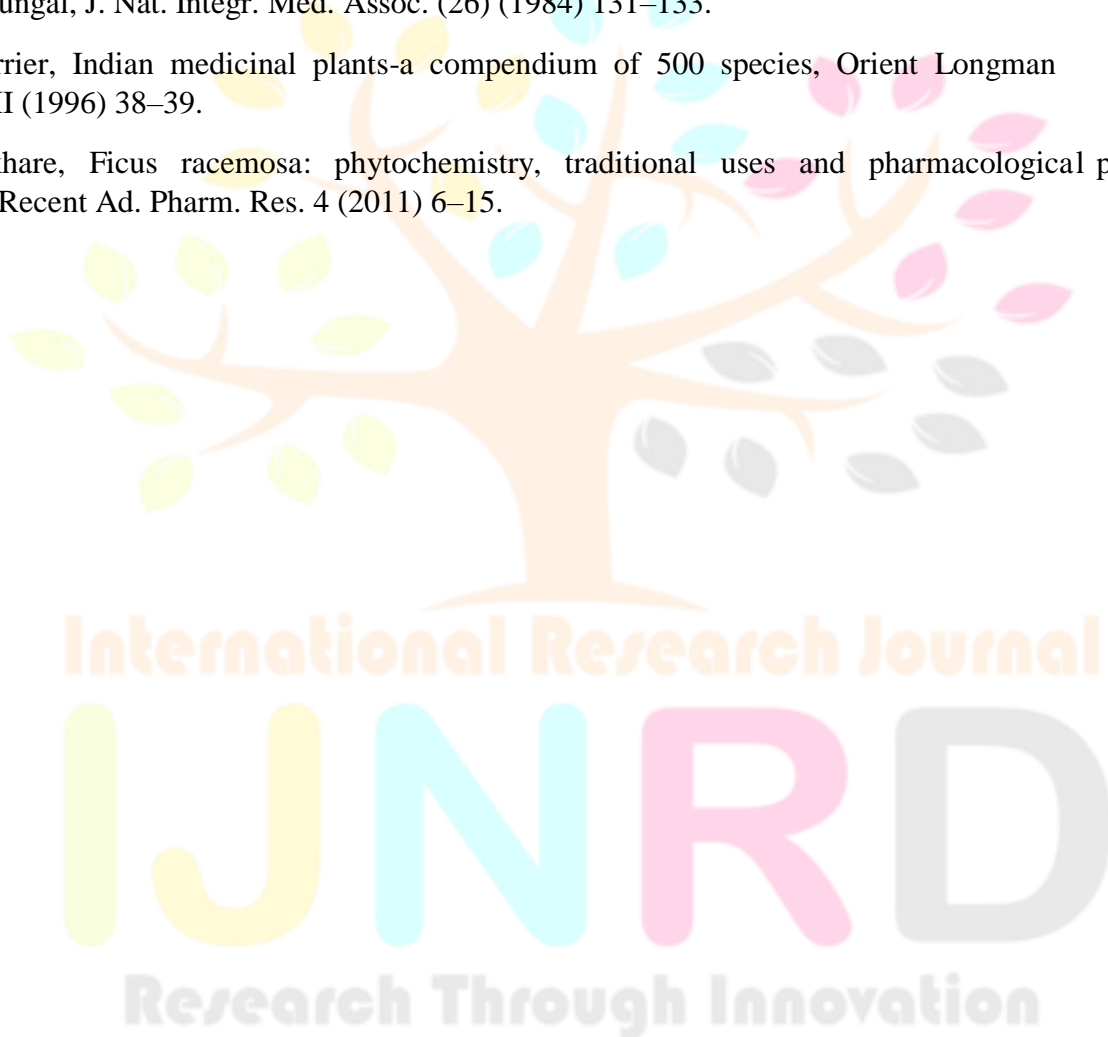 ungal, J. Nat. Integr. Med. Assoc. (26) (1984) 131–133.
rrier, Indian medicinal plants-a compendium of 500 species, Orient Longman
II (1996) 38–39.
khare, Ficus racemosa: phytochemistry, traditional uses and pharmacological p
Recent Ad. Pharm. Res. 4 (2011) 6–15.
International Research Journal
IJNRD
Research Through Innovation